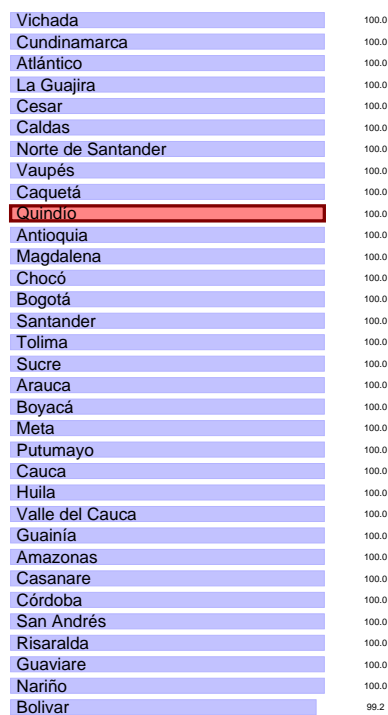 Vichada 100.0
Cundinamarca 100.0
Atlántico 100.0
La Guajira 100.0
Cesar 100.0
Caldas 100.0
Norte de Santander 100.0
Vaupés 100.0
Caquetá 100.0
Quindío 100.0
Antioquia 100.0
Magdalena 100.0
Chocó 100.0
Bogotá 100.0
Santander 100.0
Tolima 100.0
Sucre 100.0
Arauca 100.0
Boyacá 100.0
Meta 100.0
Putumayo 100.0
Cauca 100.0
Huila 100.0
Valle del Cauca 100.0
Guainía 100.0
Amazonas 100.0
Casanare 100.0
Córdoba 100.0
San Andrés 100.0
Risaralda 100.0
Guaviare 100.0
Nariño 100.0
Bolivar 99.2